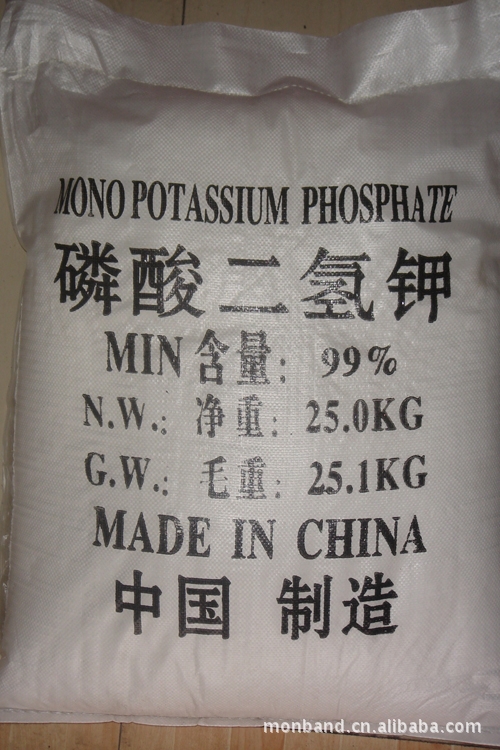 MONO POTASSIUM PHOSPHATE
磷酸二氢钾
MIN 含量: 99%
N.W.: 净重: 25.0KG
G.W.: 毛重: 25.1KG
MADE IN CHINA
中国 制造
monband.cn.alibaba.com